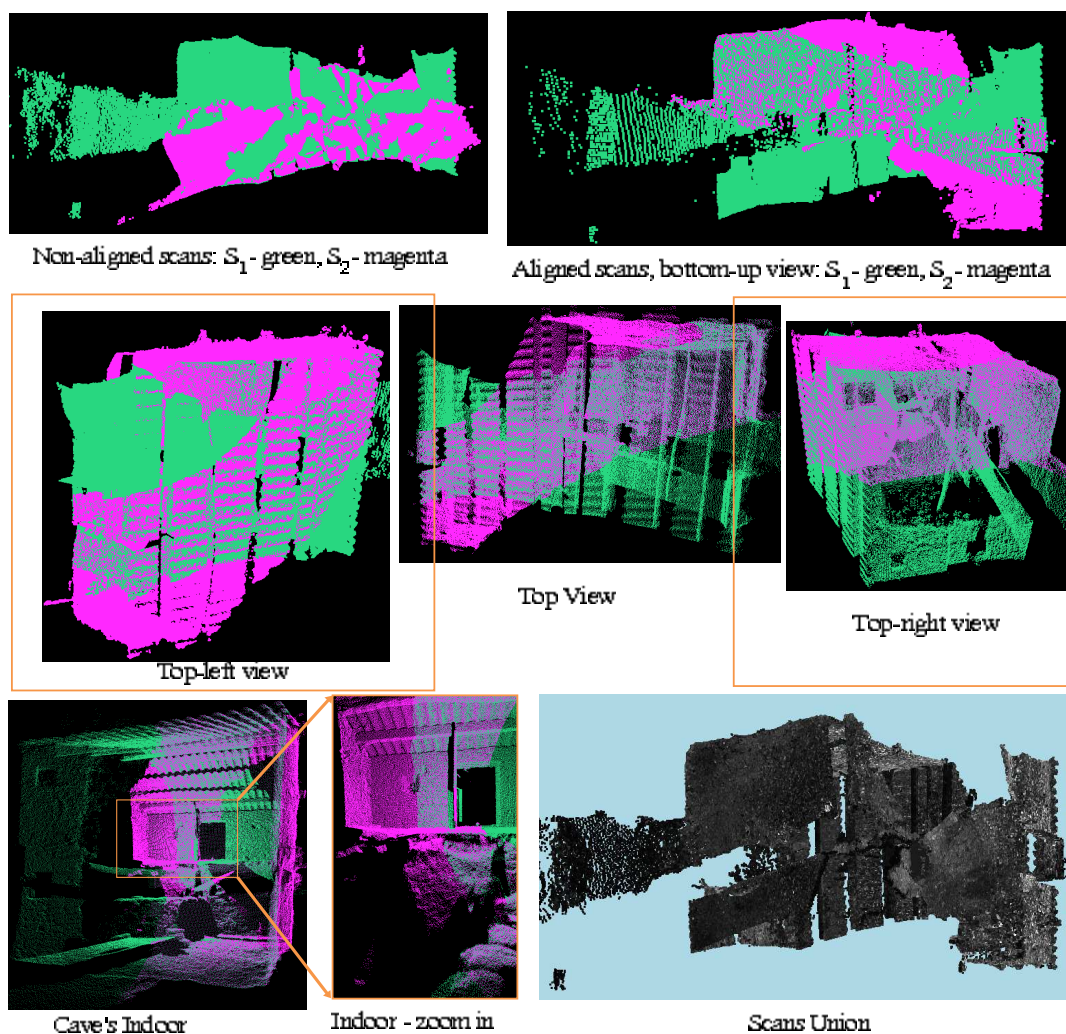 Non-aligned scans: S1- green, S2- magenta
Aligned scans, bottom-up view: S1- green, S2- magenta
Top-left view
Top View
Top-right view
Cave's Indoor
Indoor - zoom in
Scans Union